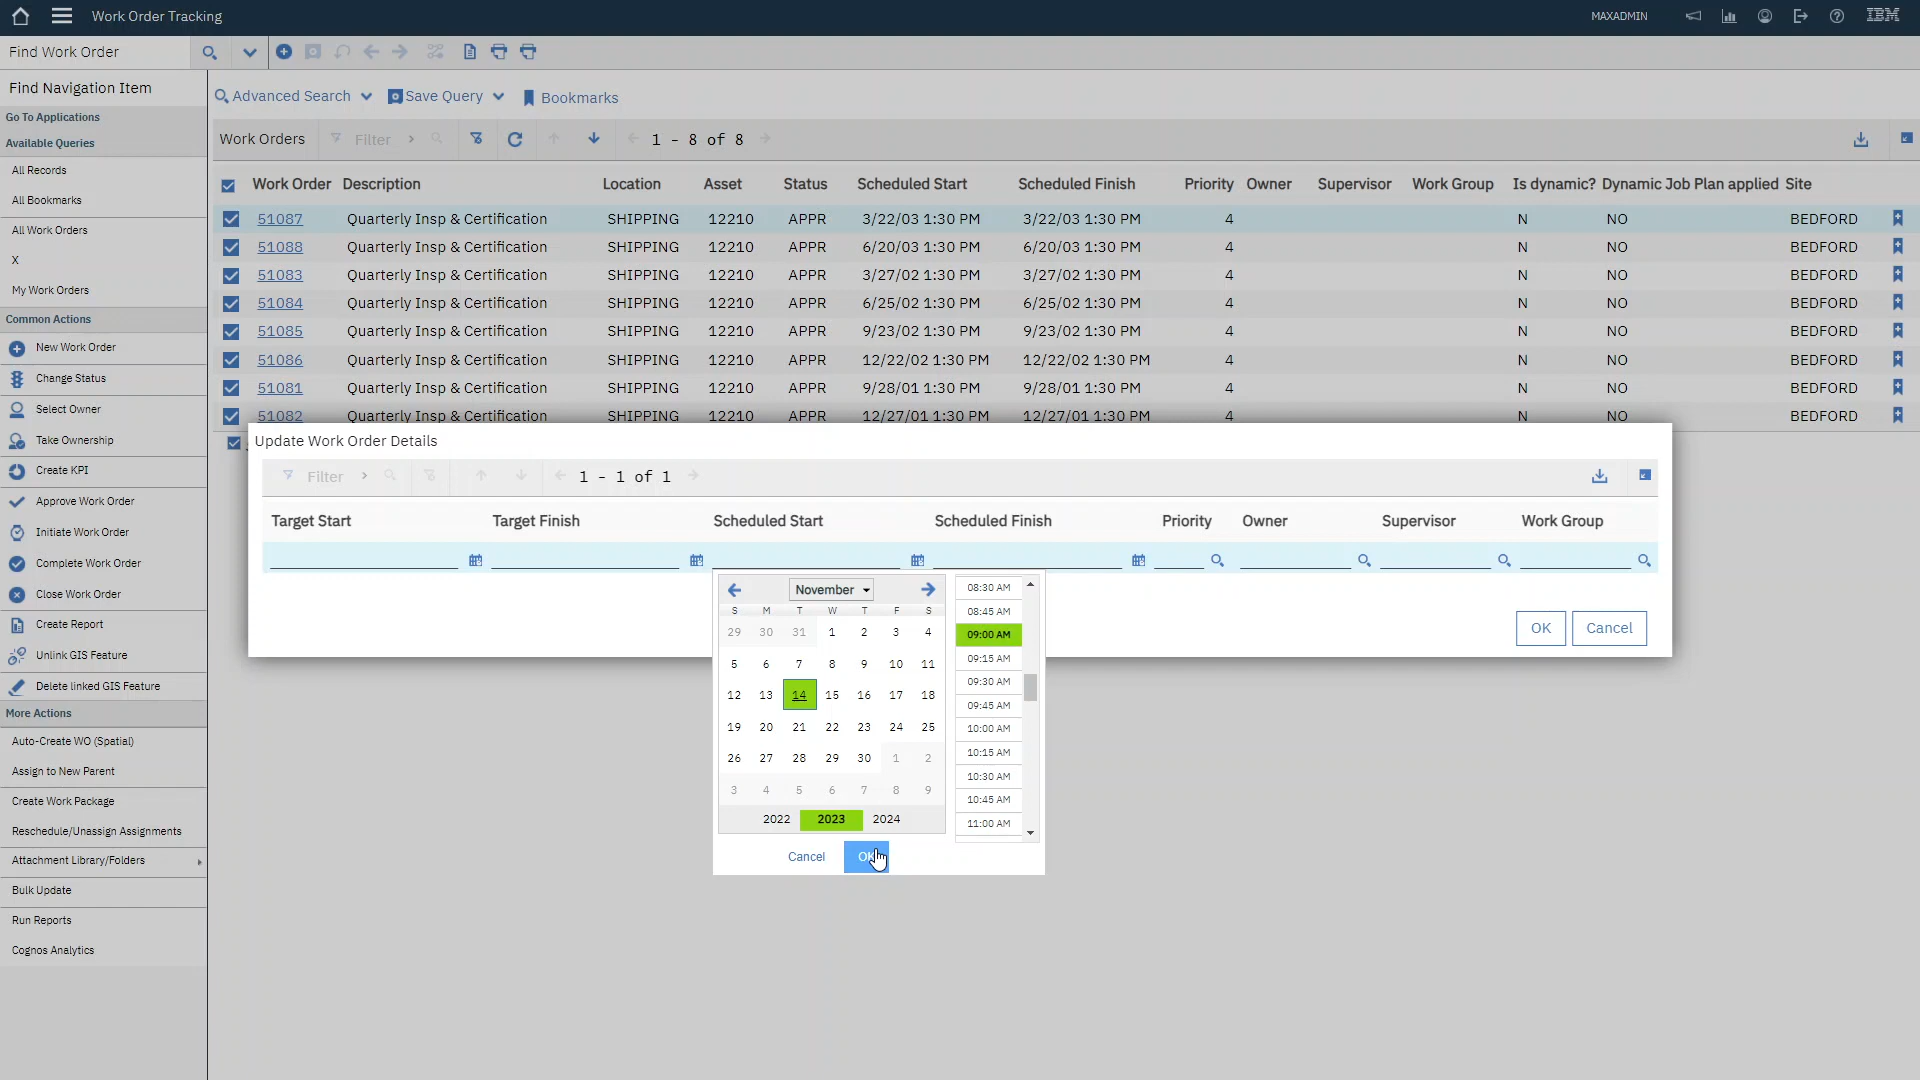 Work Order Tracking
MAXADMIN
IBM
Find Work Order
Find Navigation Item
Go To Applications
Available Queries
All Records
All Bookmarks
All Work Orders
X
My Work Orders
Common Actions
New Work Order
Change Status
Select Owner
Take Ownership
Create KPI
Approve Work Order
Initiate Work Order
Complete Work Order
Close Work Order
Create Report
Unlink GIS Feature
Delete linked GIS Feature
More Actions
Auto-Create WO (Spatial)
Assign to New Parent
Create Work Package
Reschedule/Unassign Assignments
Attachment Library/Folders
Bulk Update
Run Reports
Cognos Analytics
Advanced Search Save Query Bookmarks
Work Orders Filter 1 - 8 of 8
Work Order Description Location Asset Status Scheduled Start Scheduled Finish Priority Owner Supervisor Work Group Is dynamic? Dynamic Job Plan applied Site
51087 Quarterly Insp & Certification SHIPPING 12210 APPR 3/22/03 1:30 PM 3/22/03 1:30 PM 4 N NO BEDFORD
51088 Quarterly Insp & Certification SHIPPING 12210 APPR 6/20/03 1:30 PM 6/20/03 1:30 PM 4 N NO BEDFORD
51083 Quarterly Insp & Certification SHIPPING 12210 APPR 3/27/02 1:30 PM 3/27/02 1:30 PM 4 N NO BEDFORD
51084 Quarterly Insp & Certification SHIPPING 12210 APPR 6/25/02 1:30 PM 6/25/02 1:30 PM 4 N NO BEDFORD
51085 Quarterly Insp & Certification SHIPPING 12210 APPR 9/23/02 1:30 PM 9/23/02 1:30 PM 4 N NO BEDFORD
51086 Quarterly Insp & Certification SHIPPING 12210 APPR 12/22/02 1:30 PM 12/22/02 1:30 PM 4 N NO BEDFORD
51081 Quarterly Insp & Certification SHIPPING 12210 APPR 9/28/01 1:30 PM 9/28/01 1:30 PM 4 N NO BEDFORD
51082 Quarterly Insp & Certification SHIPPING 12210 APPR 12/27/01 1:30 PM 12/27/01 1:30 PM 4 N NO BEDFORD
Update Work Order Details
Filter 1 - 1 of 1
Target Start Target Finish Scheduled Start Scheduled Finish Priority Owner Supervisor Work Group
OK Cancel
November
S M T W T F S
29 30 31 1 2 3 4
5 6 7 8 9 10 11
12 13 14 15 16 17 18
19 20 21 22 23 24 25
26 27 28 29 30 1 2
3 4 5 6 7 8 9
2022 2023 2024
08:30 AM
08:45 AM
09:00 AM
09:15 AM
09:30 AM
09:45 AM
10:00 AM
10:15 AM
10:30 AM
10:45 AM
11:00 AM
Cancel OK